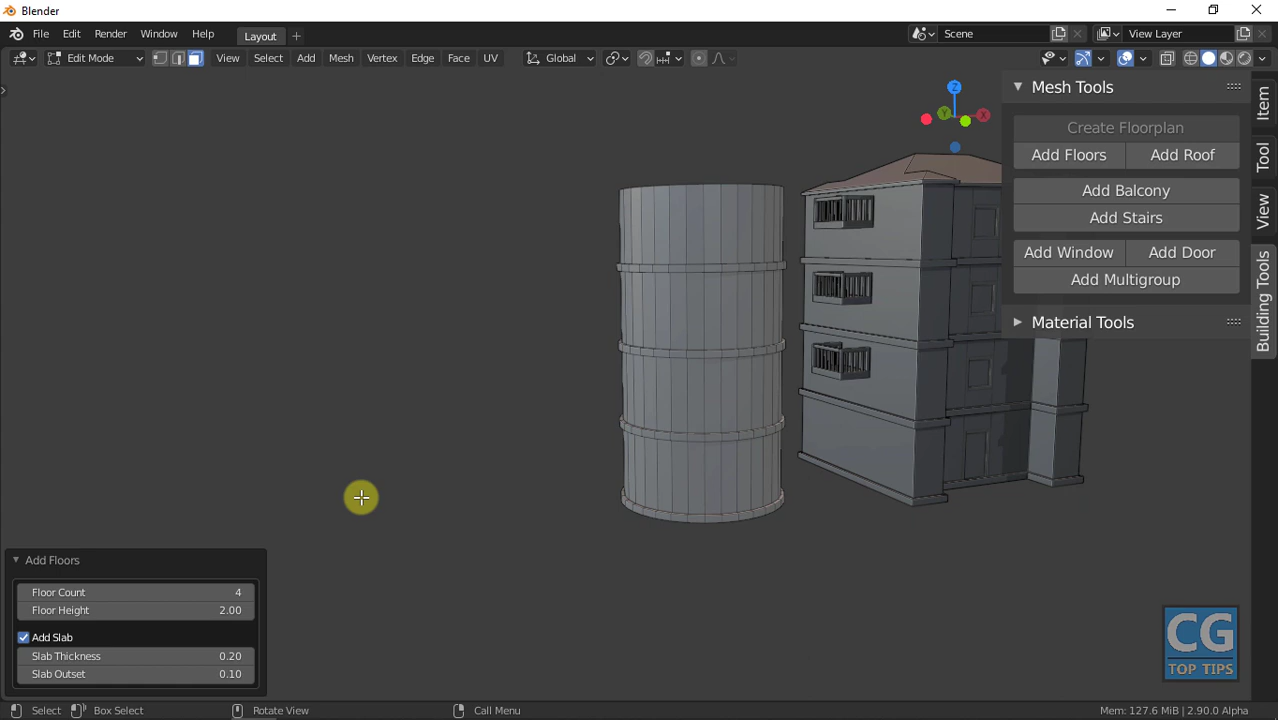 Blender
File Edit Render Window Help Layout Scene View Layer
Edit Mode View Select Add Mesh Vertex Edge Face UV Global
Mesh Tools
Create Floorplan
Add Floors Add Roof
Add Balcony
Add Stairs
Add Window Add Door
Add Multigroup
Material Tools
Item
Tool
View
Building Tools
Z
Y
X
Add Floors
Floor Count 4
Floor Height 2.00
Add Slab
Slab Thickness 0.20
Slab Outset 0.10
CG
TOP TIPS
Select Box Select Rotate View Call Menu Mem: 127.6 MiB | 2.90.0 Alpha